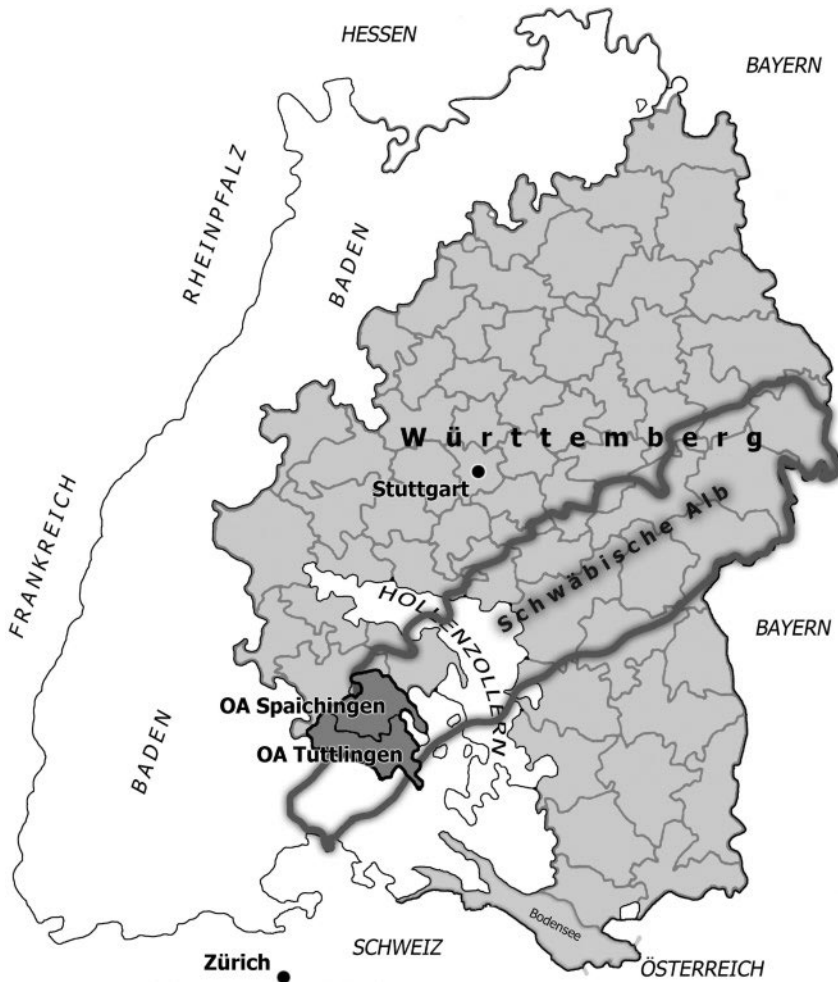 HESSEN
BAYERN
RHEINPFALZ
BADEN
Württemberg
Stuttgart
Schwäbische Alb
FRANKREICH
HOLLENZOLLERN
BAYERN
OA Spaichingen
OA Tuttlingen
BADEN
Bodensee
SCHWEIZ
Zürich
ÖSTERREICH